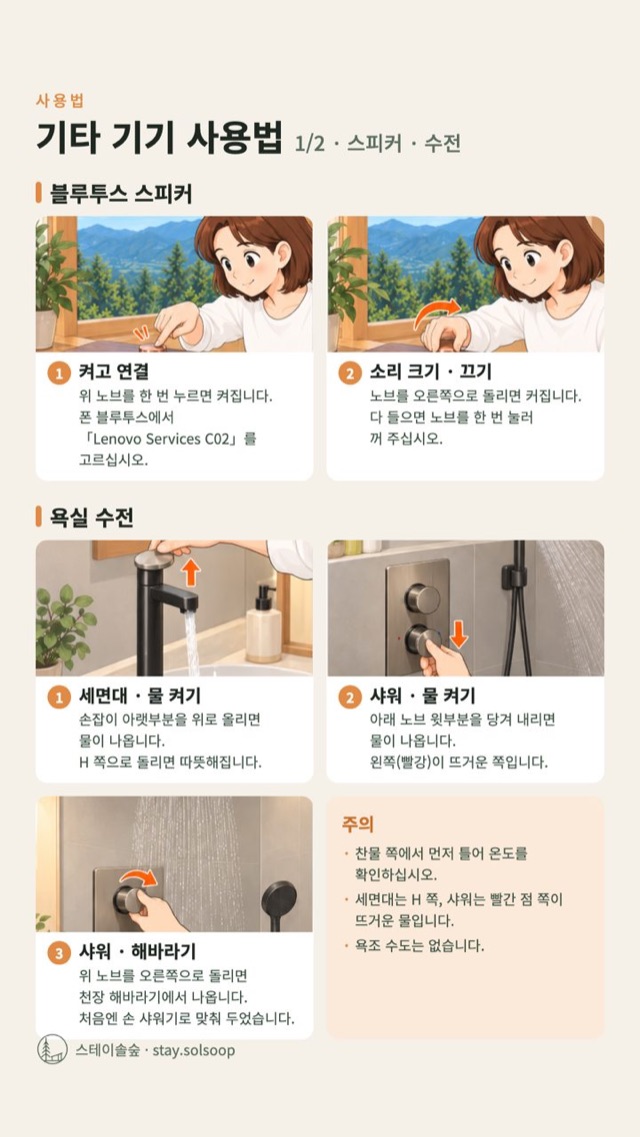 사용법
기타 기기 사용법 1/2 · 스피커 · 수전
블루투스 스피커
1 켜고 연결
위 노브를 한 번 누르면 켜집니다.
폰 블루투스에서
「Lenovo Services C02」를
고르십시오.
2 소리 크기 · 끄기
노브를 오른쪽으로 돌리면 커집니다.
다 들으면 노브를 한 번 눌러
꺼 주십시오.
욕실 수전
1 세면대 · 물 켜기
손잡이 아랫부분을 위로 올리면
물이 나옵니다.
H 쪽으로 돌리면 따뜻해집니다.
2 샤워 · 물 켜기
아래 노브 윗부분을 당겨 내리면
물이 나옵니다.
왼쪽(빨강)이 뜨거운 쪽입니다.
3 샤워 · 해바라기
위 노브를 오른쪽으로 돌리면
천장 해바라기에서 나옵니다.
처음엔 손 샤워기로 맞춰 두었습니다.
주의
· 찬물 쪽에서 먼저 틀어 온도를
확인하십시오.
· 세면대는 H 쪽, 샤워는 빨간 점 쪽이
뜨거운 물입니다.
· 욕조 수도는 없습니다.
스테이솔숲 · stay.solsoop